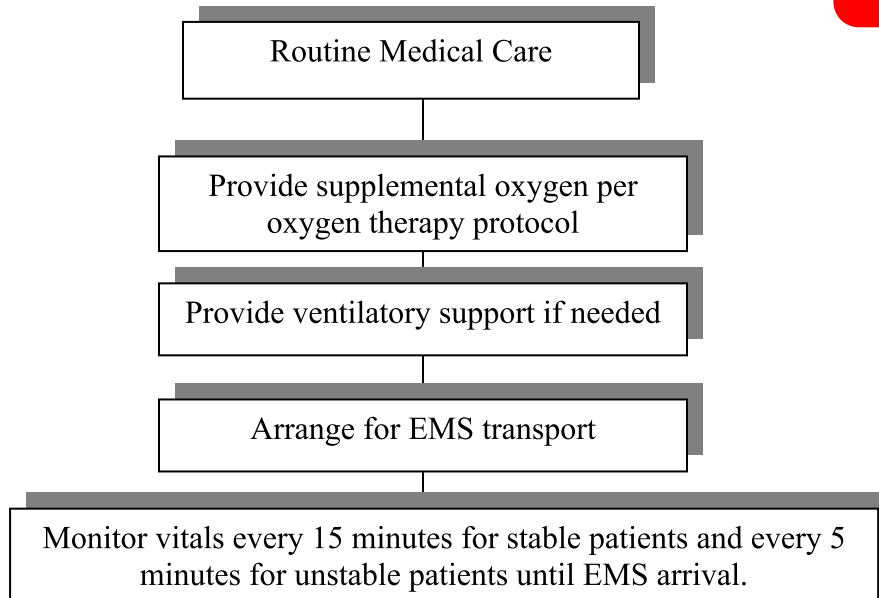 Routine Medical Care
Provide supplemental oxygen per
oxygen therapy protocol
Provide ventilatory support if needed
Arrange for EMS transport
Monitor vitals every 15 minutes for stable patients and every 5
minutes for unstable patients until EMS arrival.